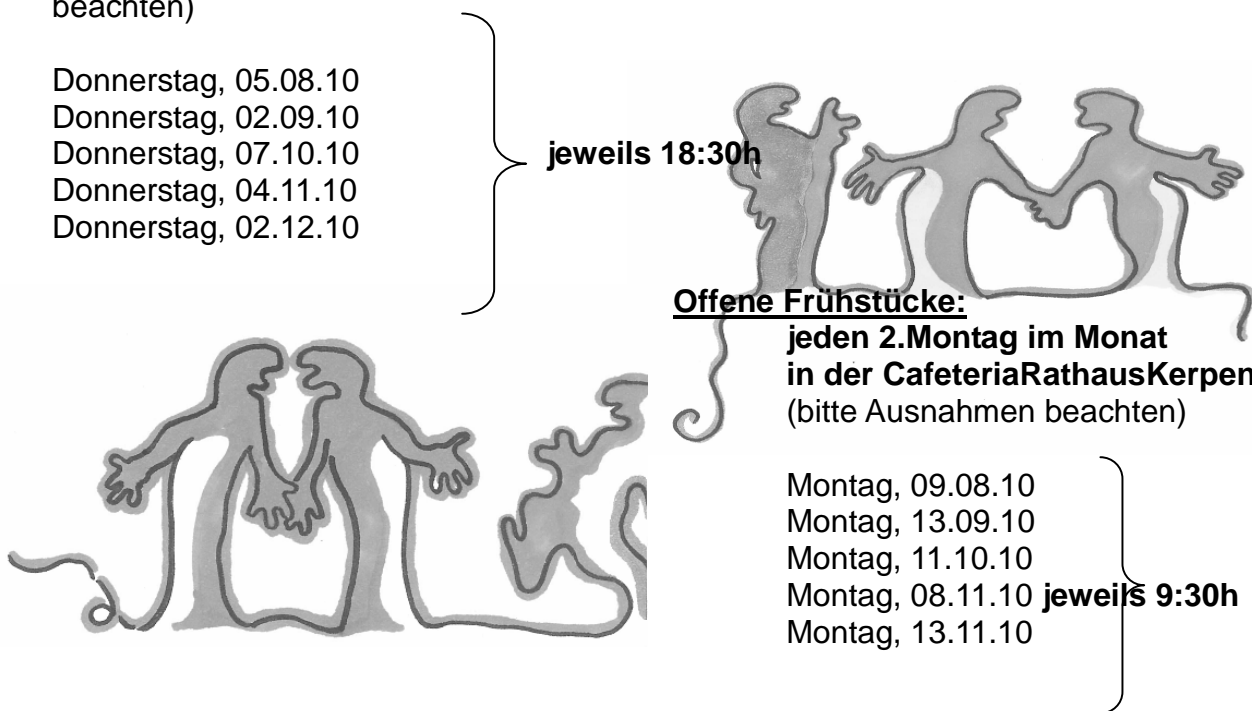 beachten)
Donnerstag, 05.08.10
Donnerstag, 02.09.10
Donnerstag, 07.10.10
Donnerstag, 04.11.10
Donnerstag, 02.12.10
jeweils 18:30h
Offene Frühstücke:
jeden 2.Montag im Monat
in der CafeteriaRathausKerpen
(bitte Ausnahmen beachten)
Montag, 09.08.10
Montag, 13.09.10
Montag, 11.10.10
Montag, 08.11.10 jeweils 9:30h
Montag, 13.11.10